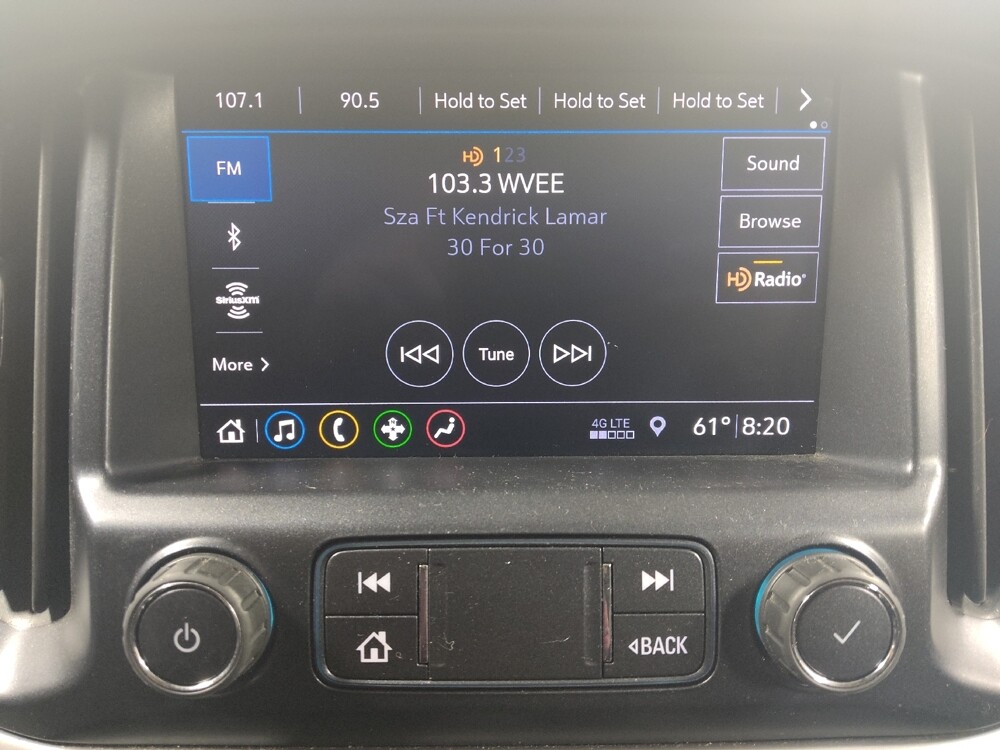 107.1 90.5 Hold to Set Hold to Set Hold to Set
FM
HD 123
103.3 WVEE
Sza Ft Kendrick Lamar
30 For 30
Sound
Browse
HD Radio®
SiriusXM
More
Tune
4G LTE
61° 8:20
BACK